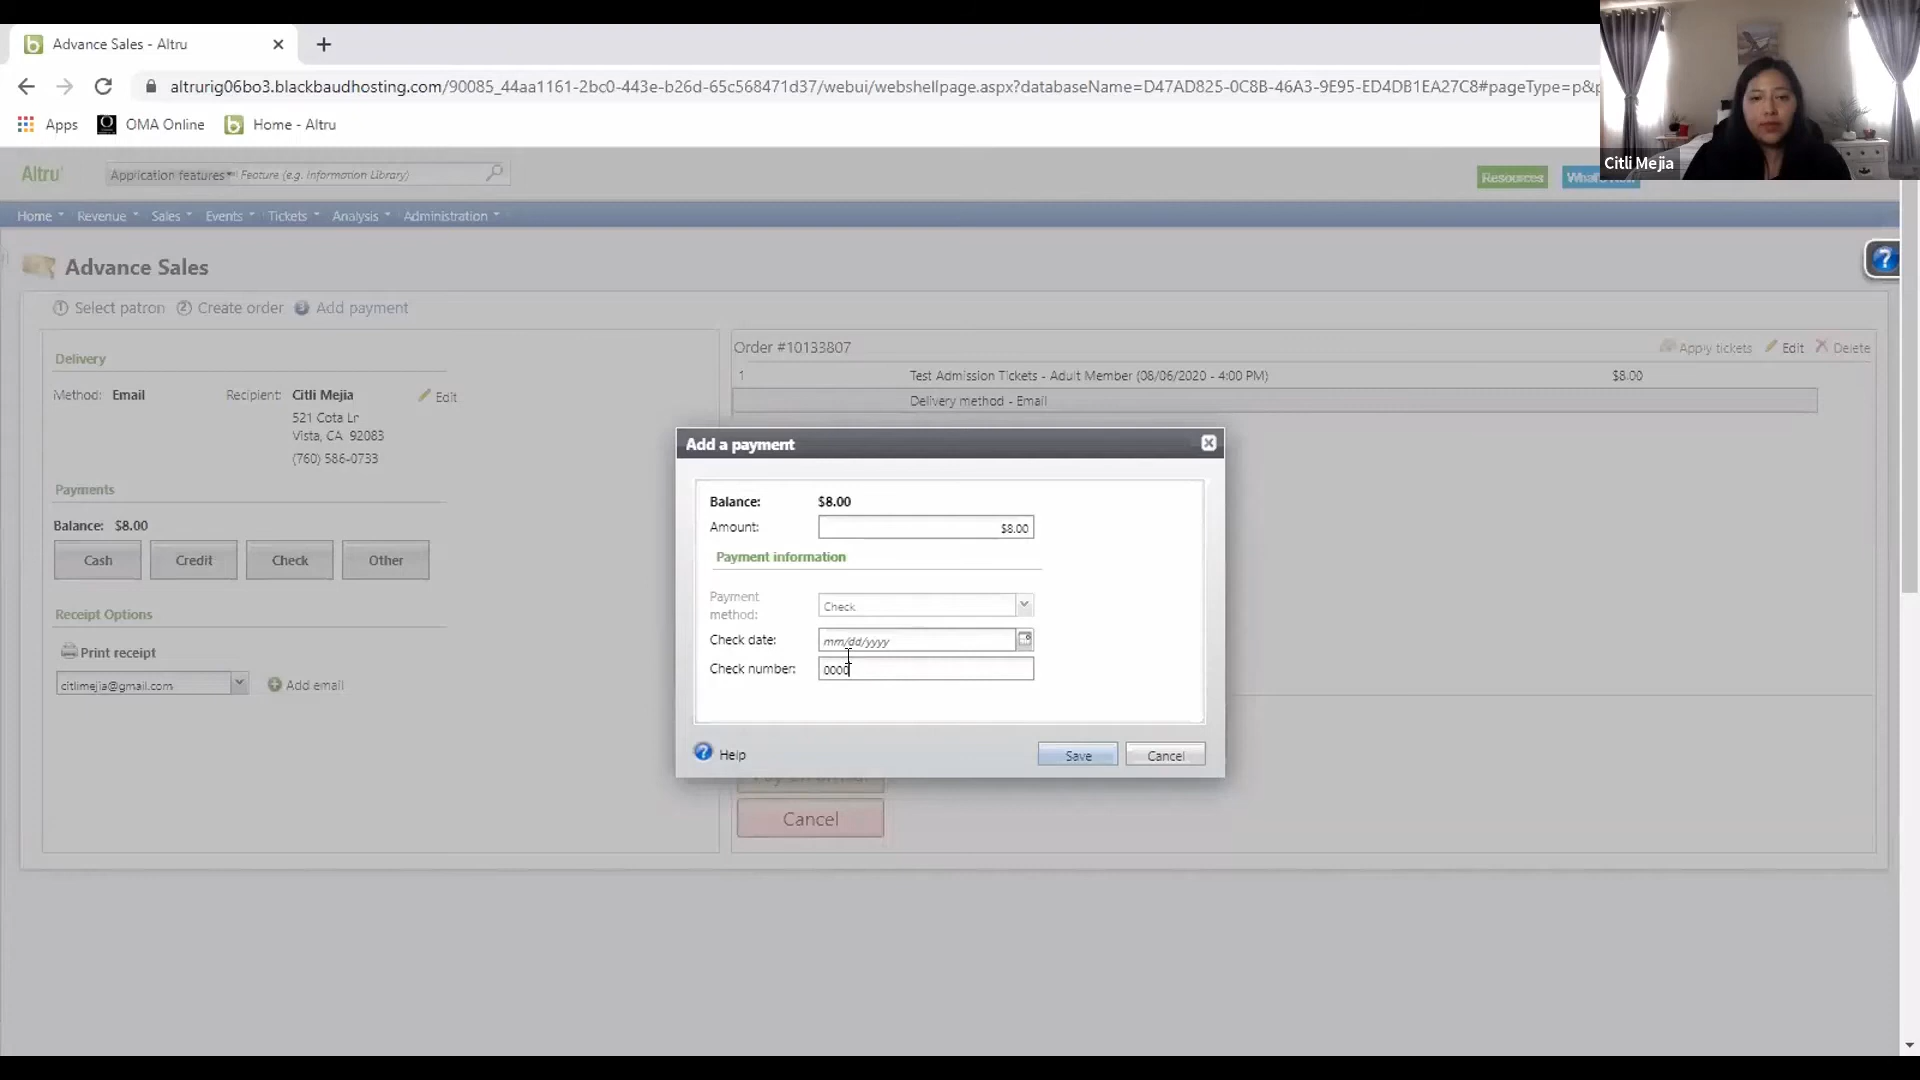 Advance Sales - Altru
altrurig06bo3.blackbaudhosting.com/90085_44aa1161-2bc0-443e-b26d-65c568471d37/webui/webshellpage.aspx?databaseName=D47AD825-0C8B-46A3-9E95-ED4DB1EA27C8#pageType=p&
Apps OMA Online Home - Altru
Citli Mejia
Altru
Application features Feature (e.g. Information Library)
Resources What's New
Home Revenue Sales Events Tickets Analysis Administration
Advance Sales
1 Select patron 2 Create order 3 Add payment
Delivery
Method: Email Recipient: Citli Mejia Edit
521 Cota Ln
Vista, CA 92083
(760) 586-0733
Payments
Balance: $8.00
Cash Credit Check Other
Receipt Options
Print receipt
citlimejia@gmail.com Add email
Order #10133807 Apply tickets Edit Delete
1 Test Admission Tickets - Adult Member (08/06/2020 - 4:00 PM) $8.00
Delivery method - Email
Add a payment
Balance: $8.00
Amount: $8.00
Payment information
Payment method: Check
Check date: mm/dd/yyyy
Check number: 0000
Help Save Cancel
Cancel